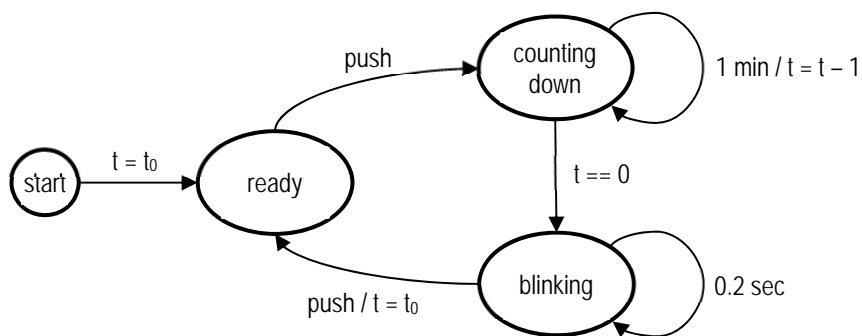 push
counting
down
1 min / t = t – 1
t = t₀
start
ready
t == 0
blinking
0.2 sec
push / t = t₀